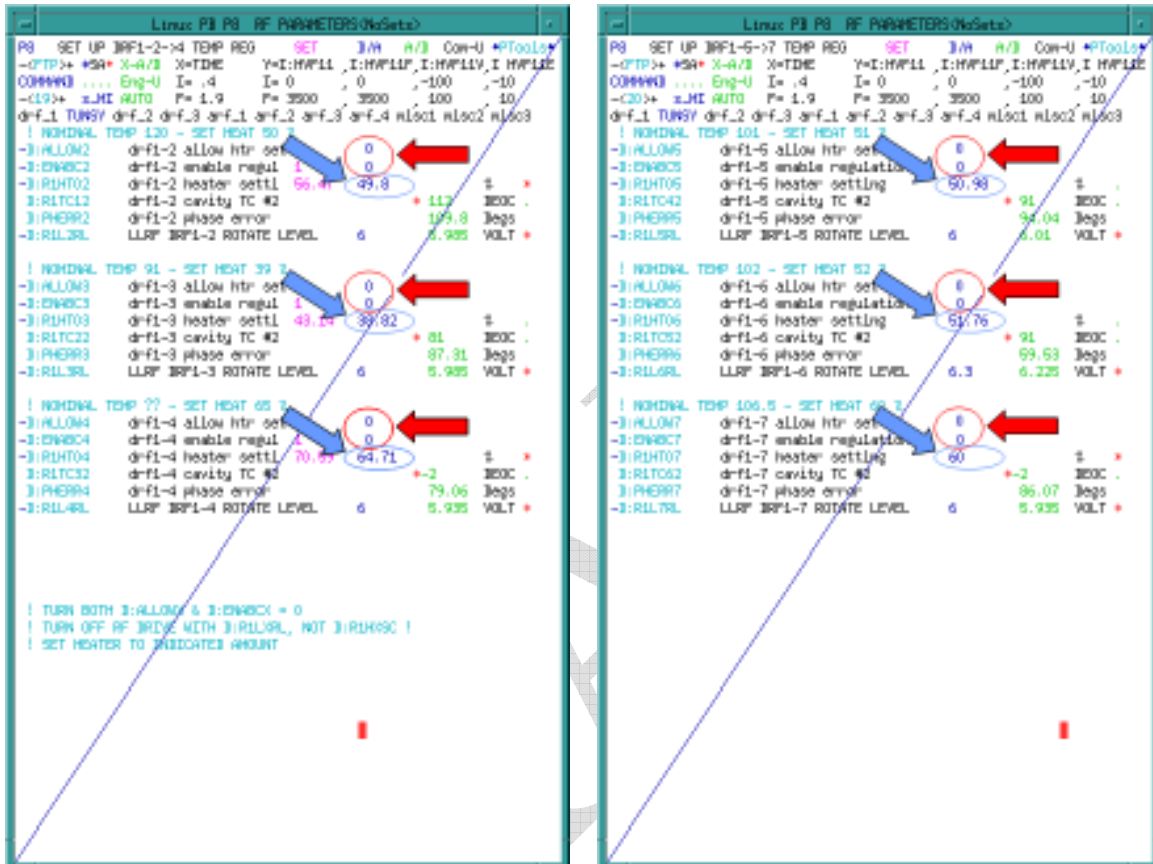 Linux PB P8 RF PARAMETERS<NoSets>
P8 SET UP DRF1-2->4 TEMP REG SET D/A A/D Com-U *PTools*
-<FTP>+ *SA* X-A/D X=TIME Y=I:HVF11 ,I:HVF11F,I:HVF11V,I HVF11E
COMMAND .... Eng-U I= .4 I= 0 , 0 ,-100 ,-10
-<19>+ AUTO F= 1.9 F= 3500 , 3500 , 100 , 10
drf_1 TUNGY drf_2 drf_3 arf_1 arf_2 arf_3 arf_4 misc1 misc2 misc3
! NOMINAL TEMP 120 - SET HEAT 50 %
-D:ALLOW2 drf1-2 allow htr set 0
-D:ENABC2 drf1-2 enable regul 1 0
-D:R1HT02 drf1-2 heater settl 49.8 % *
D:R1TC12 drf1-2 cavity TC #2 * 112 DEGC .
D:PHERR2 drf1-2 phase error 109.8 Degs
-D:R1L2RL LLRF DRF1-2 ROTATE LEVEL 6 5.985 VOLT *
! NOMINAL TEMP 91 - SET HEAT 39 %
-D:ALLOW3 drf1-3 allow htr set 0
-D:ENABC3 drf1-3 enable regul 1 0
-D:R1HT03 drf1-3 heater settl 43.14 38.82 % .
D:R1TC22 drf1-3 cavity TC #2 * 81 DEGC .
D:PHERR3 drf1-3 phase error 87.31 Degs
-D:R1L3RL LLRF DRF1-3 ROTATE LEVEL 6 5.985 VOLT *
! NOMINAL TEMP ?? - SET HEAT 65 %
-D:ALLOW4 drf1-4 allow htr set 0
-D:ENABC4 drf1-4 enable regul 1 0
-D:R1HT04 drf1-4 heater settl 64.71 % *
D:R1TC32 drf1-4 cavity TC #2 *-2 DEGC .
D:PHERR4 drf1-4 phase error 79.06 Degs
-D:R1L4RL LLRF DRF1-4 ROTATE LEVEL 6 5.935 VOLT *
! TURN BOTH D:ALLOWX & D:ENABCX = 0
! TURN OFF RF DRIVE WITH D:R1LXRL, NOT D:R1HXSC !
! SET HEATER TO INDICATED AMOUNT
Linux PB P8 RF PARAMETERS<NoSets>
P8 SET UP DRF1-5->7 TEMP REG SET D/A A/D Com-U *PTools*
-<FTP>+ *SA* X-A/D X=TIME Y=I:HVF11 ,I:HVF11F,I:HVF11V,I HVF11E
COMMAND .... Eng-U I= .4 I= 0 , 0 ,-100 ,-10
-<20>+ AUTO F= 1.9 F= 3500 , 3500 , 100 , 10
drf_1 TUNGY drf_2 drf_3 arf_1 arf_2 arf_3 arf_4 misc1 misc2 misc3
! NOMINAL TEMP 101 - SET HEAT 51 %
-D:ALLOW5 drf1-5 allow htr set 0
-D:ENABC5 drf1-5 enable regulation 0
-D:R1HT05 drf1-5 heater setting 50.98 % .
D:R1TC42 drf1-5 cavity TC #2 * 91 DEGC .
D:PHERR5 drf1-5 phase error 94.04 Degs
-D:R1L5RL LLRF DRF1-5 ROTATE LEVEL 6 6.01 VOLT *
! NOMINAL TEMP 102 - SET HEAT 52 %
-D:ALLOW6 drf1-6 allow htr set 0
-D:ENABC6 drf1-6 enable regulation 0
-D:R1HT06 drf1-6 heater setting 51.76 % .
D:R1TC52 drf1-6 cavity TC #2 * 91 DEGC .
D:PHERR6 drf1-6 phase error 59.53 Degs
-D:R1L6RL LLRF DRF1-6 ROTATE LEVEL 6.3 6.225 VOLT *
! NOMINAL TEMP 106.5 - SET HEAT 60 %
-D:ALLOW7 drf1-7 allow htr set 0
-D:ENABC7 drf1-7 enable regulation 0
-D:R1HT07 drf1-7 heater setting 60 % *
D:R1TC62 drf1-7 cavity TC #2 *-2 DEGC .
D:PHERR7 drf1-7 phase error 86.07 Degs
-D:R1L7RL LLRF DRF1-7 ROTATE LEVEL 6 5.935 VOLT *